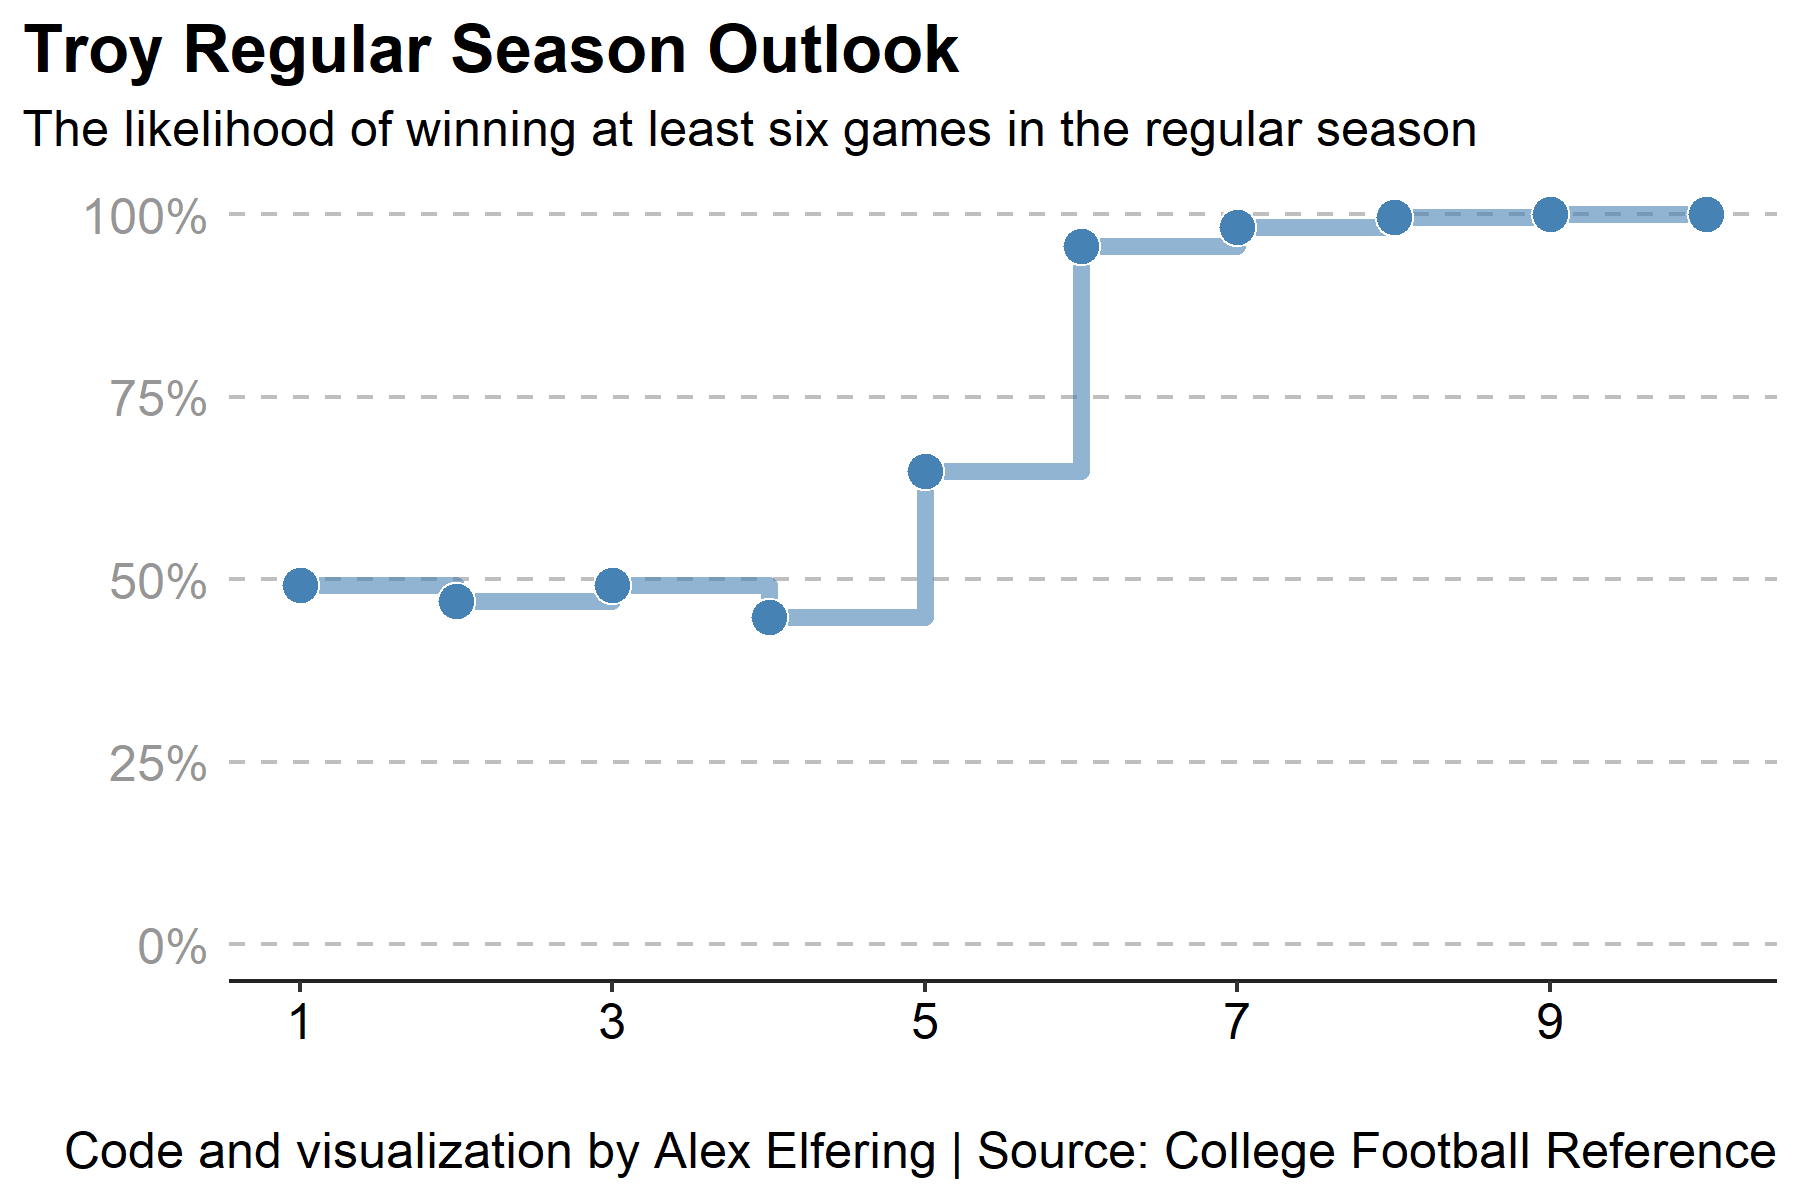 Troy Regular Season Outlook
The likelihood of winning at least six games in the regular season
100%
75%
50%
25%
0%
1 3 5 7 9
Code and visualization by Alex Elfering | Source: College Football Reference